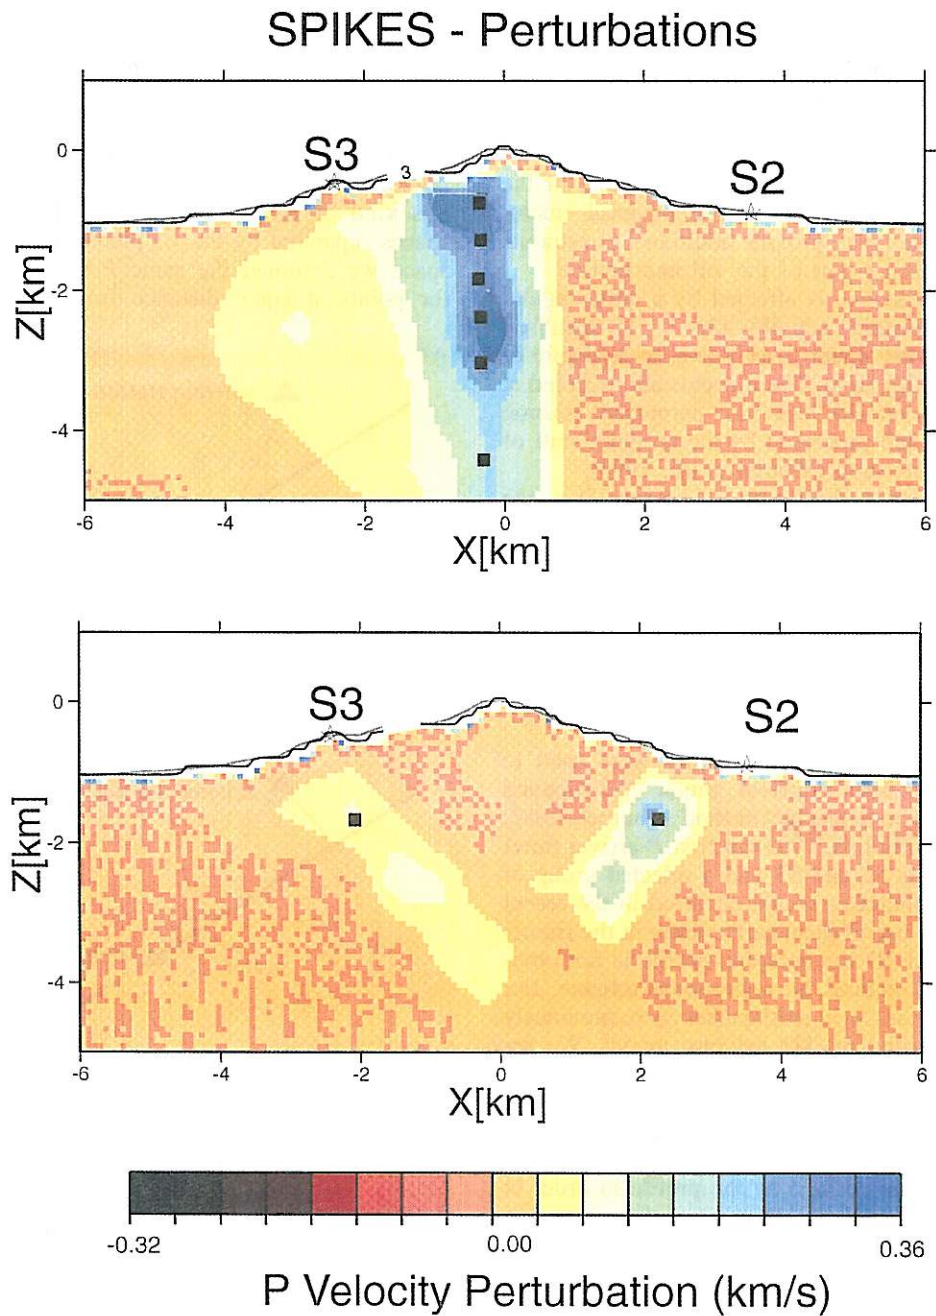 SPIKES - Perturbations
S3
3
S2
0
-2
-4
Z[km]
-6 -4 -2 0 2 4 6
X[km]
S3
S2
0
-2
-4
Z[km]
-6 -4 -2 0 2 4 6
X[km]
-0.32 0.00 0.36
P Velocity Perturbation (km/s)